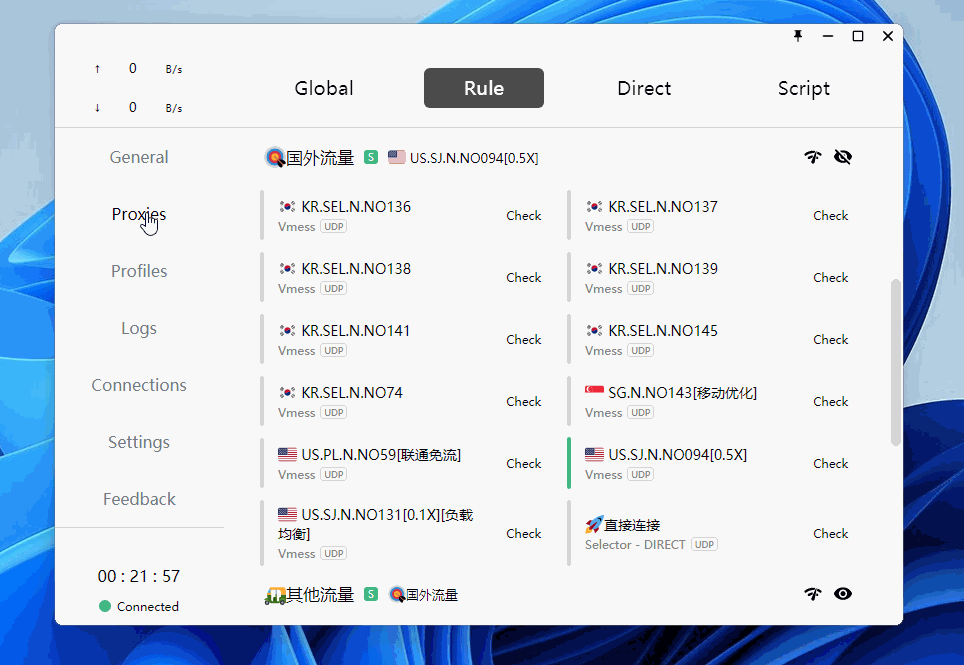 ↑ 0 B/s
↓ 0 B/s
Global
Rule
Direct
Script
General
Proxies
Profiles
Logs
Connections
Settings
Feedback
00 : 21 : 57
Connected
国外流量 S US.SJ.N.NO094[0.5X]
KR.SEL.N.NO136
Vmess UDP
Check
KR.SEL.N.NO137
Vmess UDP
Check
KR.SEL.N.NO138
Vmess UDP
Check
KR.SEL.N.NO139
Vmess UDP
Check
KR.SEL.N.NO141
Vmess UDP
Check
KR.SEL.N.NO145
Vmess UDP
Check
KR.SEL.N.NO74
Vmess UDP
Check
SG.N.NO143[移动优化]
Vmess UDP
Check
US.PL.N.NO59[联通免流]
Vmess UDP
Check
US.SJ.N.NO094[0.5X]
Vmess UDP
Check
US.SJ.N.NO131[0.1X][负载
均衡]
Vmess UDP
Check
直接连接
Selector - DIRECT UDP
Check
其他流量 S 国外流量